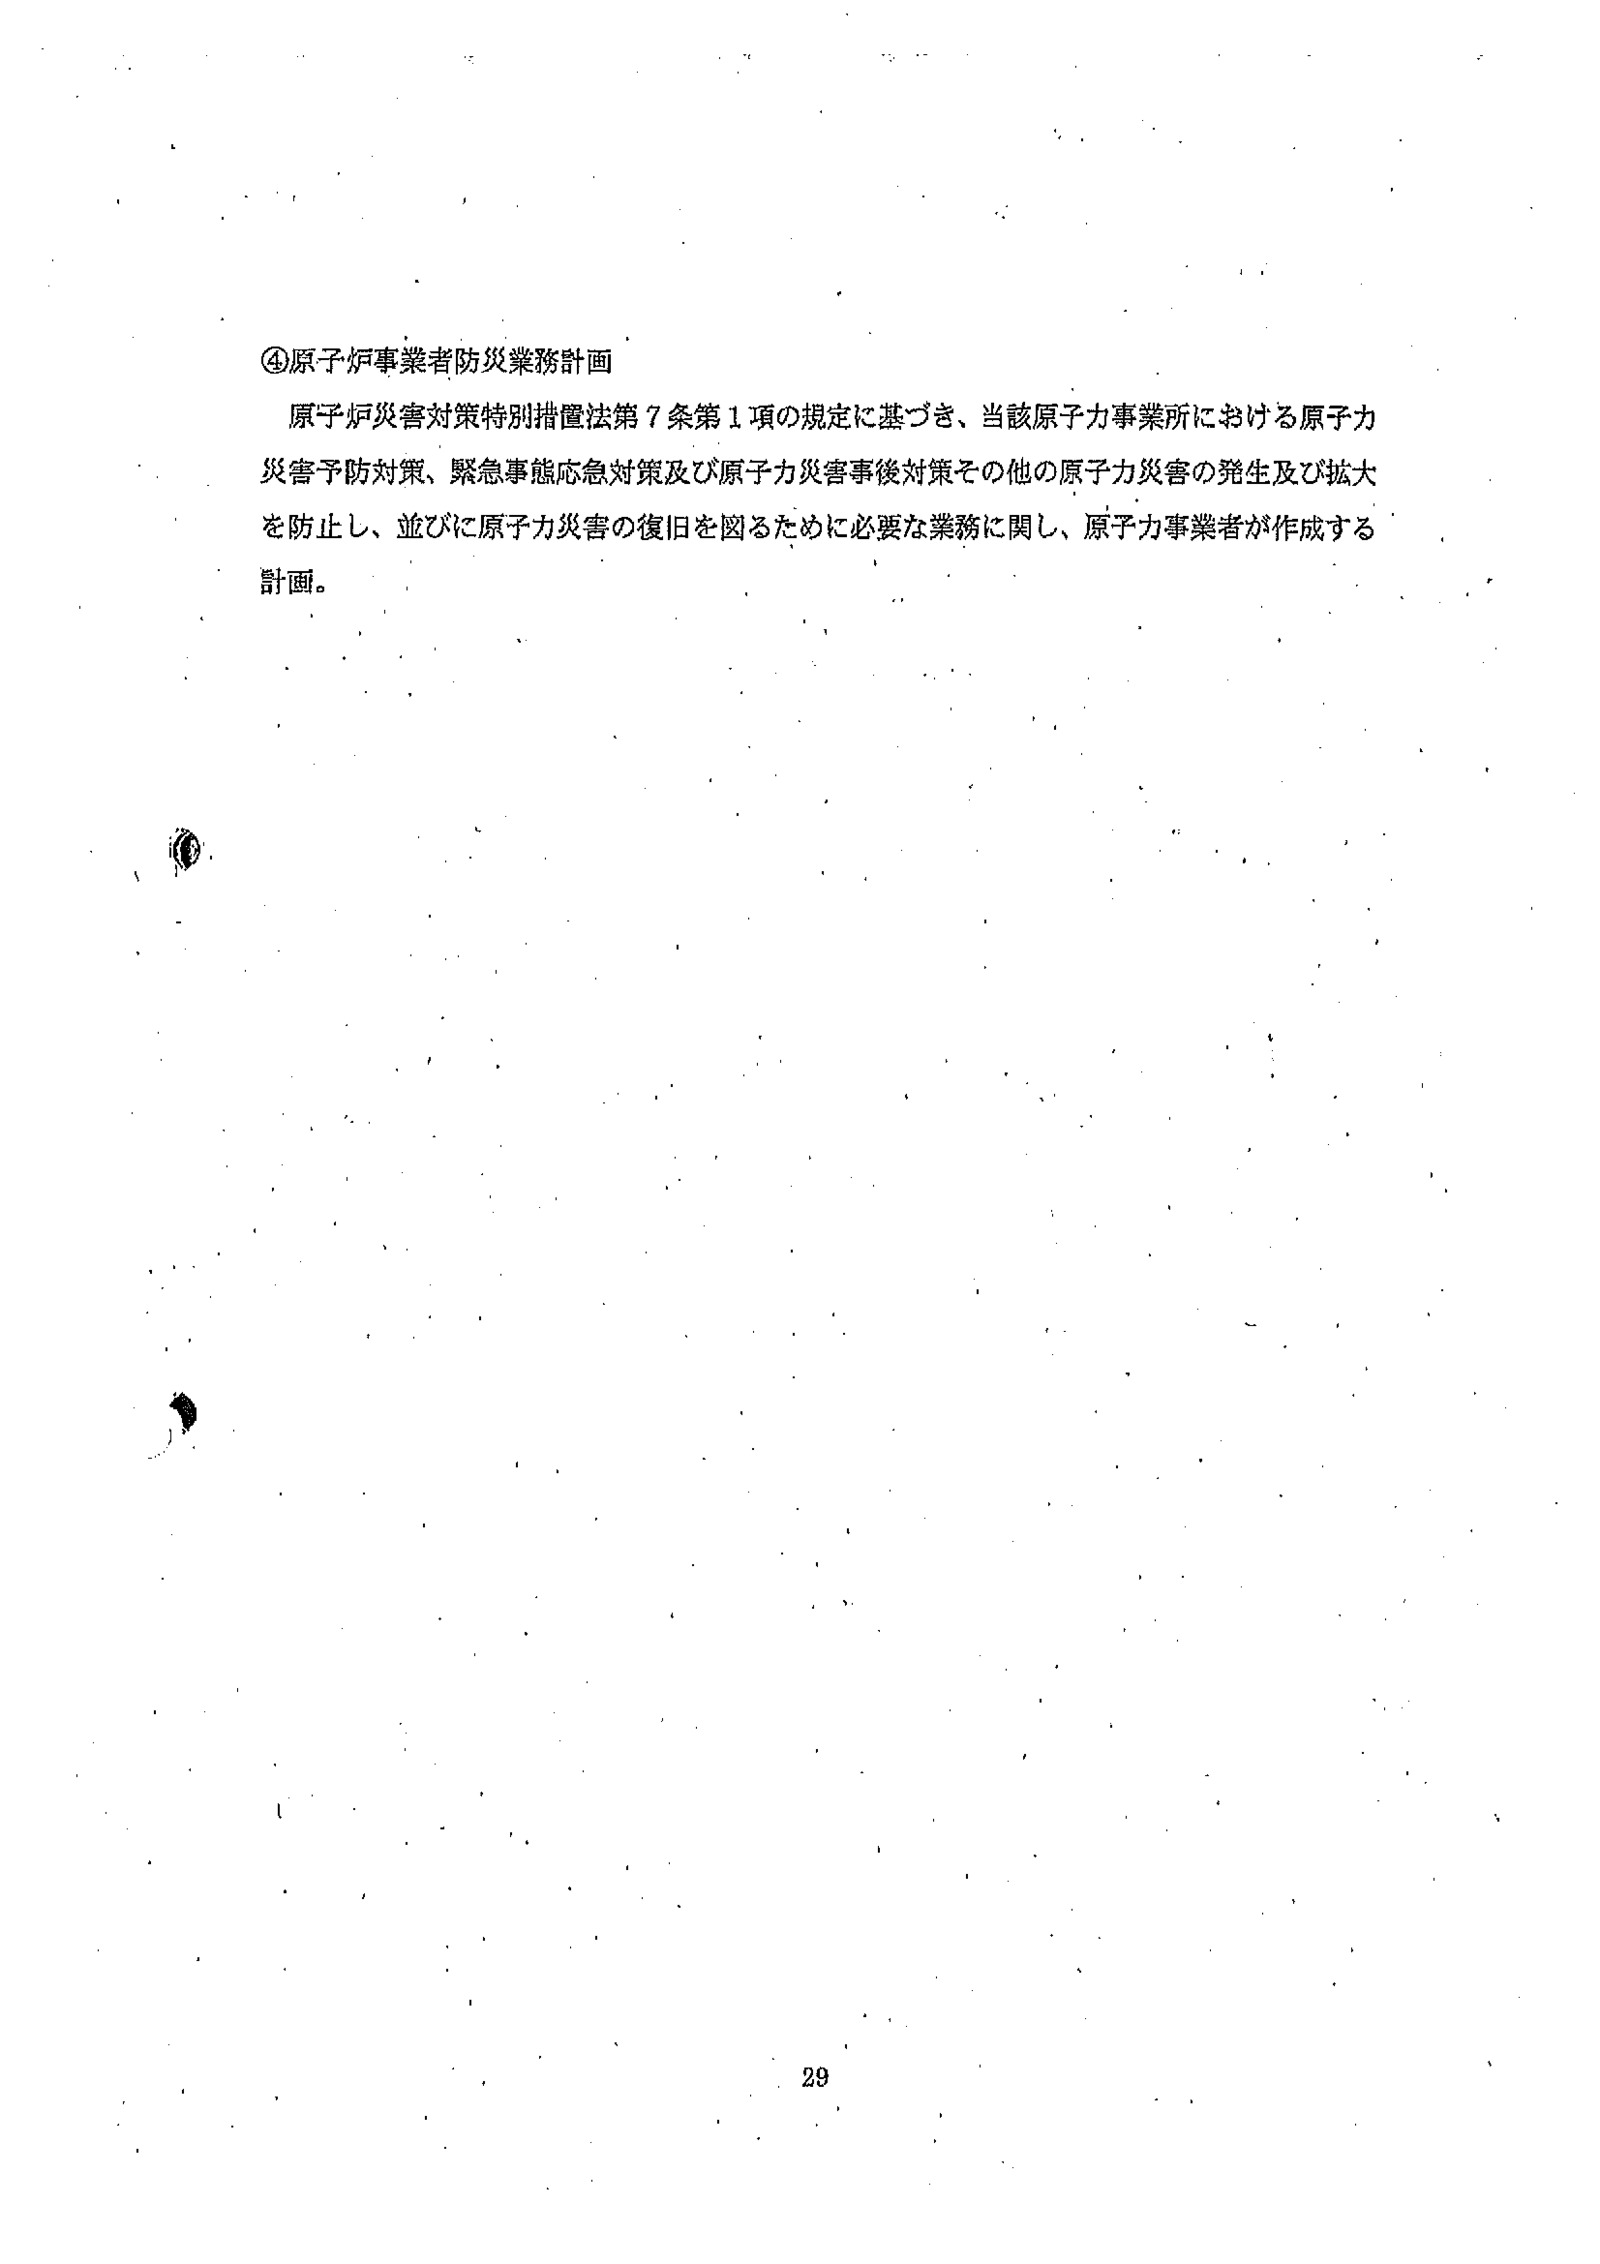 ④原子炉事業者防災業務計画
原子炉災害対策特別措置法第７条第１項の規定に基づき、当該原子力事業所における原子力
災害予防対策、緊急事態応急対策及び原子力災害事後対策その他の原子力災害の発生及び拡大
を防止し、並びに原子力災害の復旧を図るために必要な業務に関し、原子力事業者が作成する
計画。
29